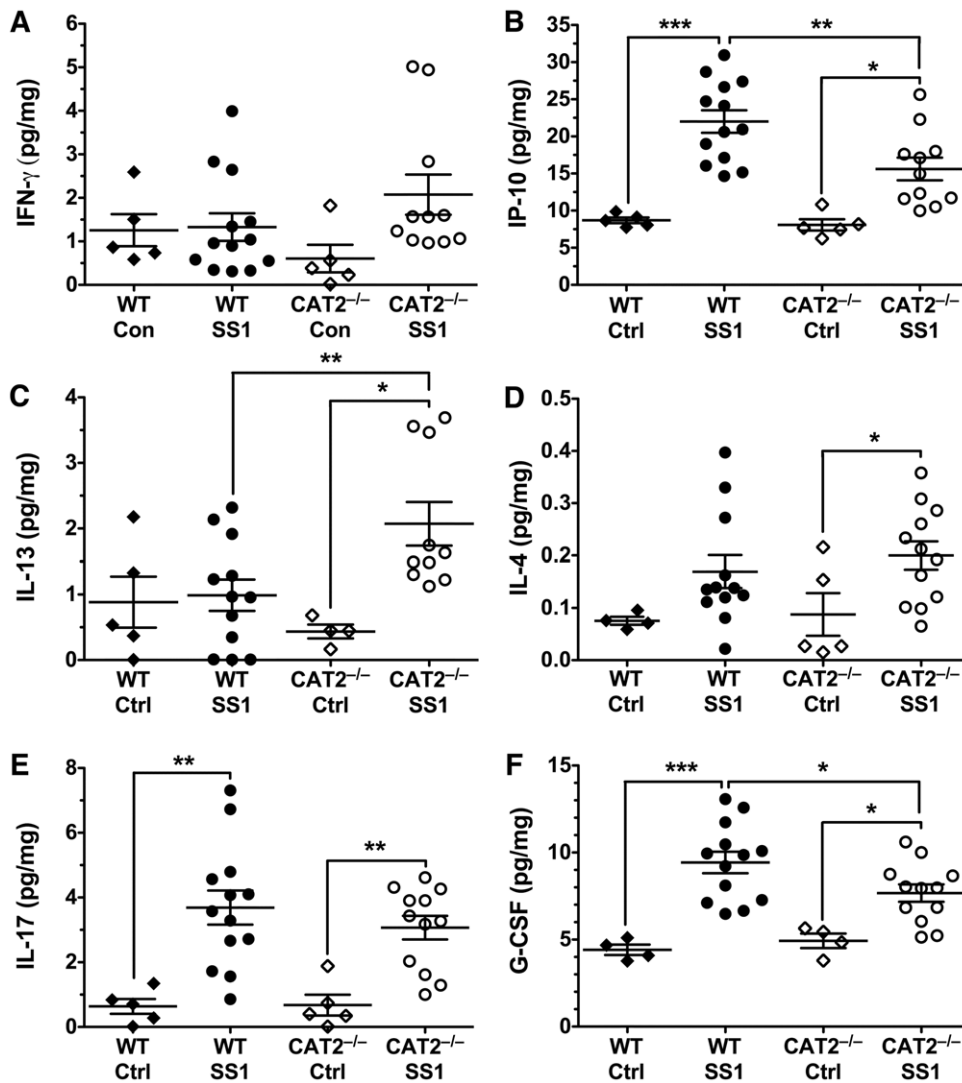 A
IFN-γ (pg/mg)
6
5
4
3
2
1
0
WT Con
WT SS1
CAT2−/− Con
CAT2−/− SS1
B
IP-10 (pg/mg)
35
30
25
20
15
10
5
0
***
**
*
WT Ctrl
WT SS1
CAT2−/− Ctrl
CAT2−/− SS1
C
IL-13 (pg/mg)
4
3
2
1
0
**
*
WT Ctrl
WT SS1
CAT2−/− Ctrl
CAT2−/− SS1
D
IL-4 (pg/mg)
0.5
0.4
0.3
0.2
0.1
0.0
*
WT Ctrl
WT SS1
CAT2−/− Ctrl
CAT2−/− SS1
E
IL-17 (pg/mg)
8
6
4
2
0
**
**
WT Ctrl
WT SS1
CAT2−/− Ctrl
CAT2−/− SS1
F
G-CSF (pg/mg)
15
10
5
0
***
*
*
WT Ctrl
WT SS1
CAT2−/− Ctrl
CAT2−/− SS1